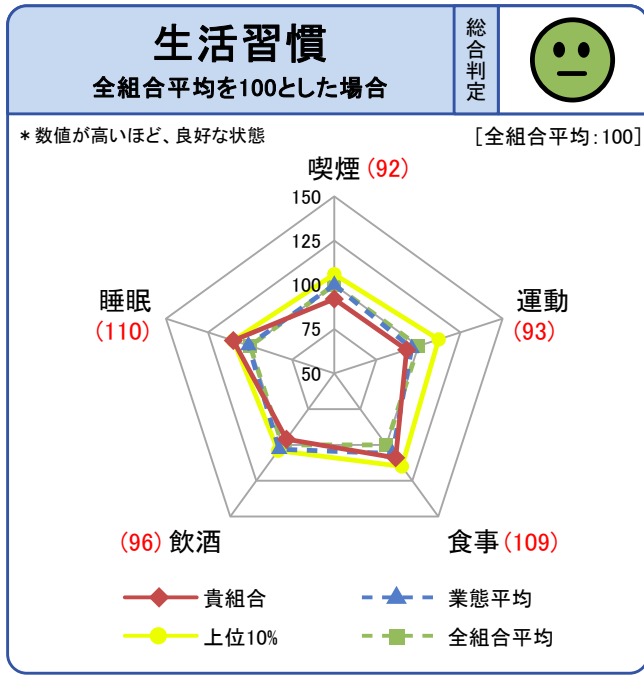 生活習慣
全組合平均を100とした場合
総合判定
*数値が高いほど、良好な状態
[全組合平均:100]
喫煙(92)
150
125
100
75
50
睡眠
(110)
運動
(93)
(96)飲酒
食事(109)
貴組合
業態平均
上位10%
全組合平均